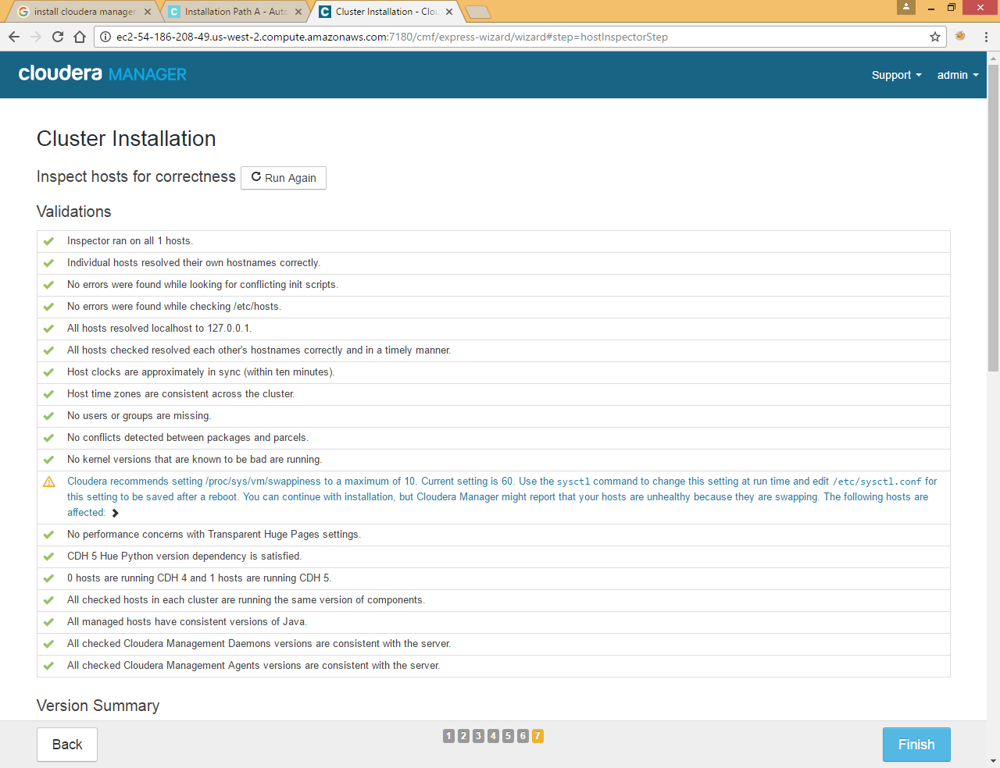 install cloudera manager
Installation Path A - Auto
Cluster Installation - Clou
ec2-54-186-208-49.us-west-2.compute.amazonaws.com:7180/cmf/express-wizard/wizard#step=hostInspectorStep
cloudera MANAGER
Support
admin
Cluster Installation
Inspect hosts for correctness
Run Again
Validations
Inspector ran on all 1 hosts.
Individual hosts resolved their own hostnames correctly.
No errors were found while looking for conflicting init scripts.
No errors were found while checking /etc/hosts.
All hosts resolved localhost to 127.0.0.1.
All hosts checked resolved each other's hostnames correctly and in a timely manner.
Host clocks are approximately in sync (within ten minutes).
Host time zones are consistent across the cluster.
No users or groups are missing.
No conflicts detected between packages and parcels.
No kernel versions that are known to be bad are running.
Cloudera recommends setting /proc/sys/vm/swappiness to a maximum of 10. Current setting is 60. Use the sysctl command to change this setting at run time and edit /etc/sysctl.conf for
this setting to be saved after a reboot. You can continue with installation, but Cloudera Manager might report that your hosts are unhealthy because they are swapping. The following hosts are
affected:
No performance concerns with Transparent Huge Pages settings.
CDH 5 Hue Python version dependency is satisfied.
0 hosts are running CDH 4 and 1 hosts are running CDH 5.
All checked hosts in each cluster are running the same version of components.
All managed hosts have consistent versions of Java.
All checked Cloudera Management Daemons versions are consistent with the server.
All checked Cloudera Management Agents versions are consistent with the server.
Version Summary
Back
1 2 3 4 5 6 7
Finish